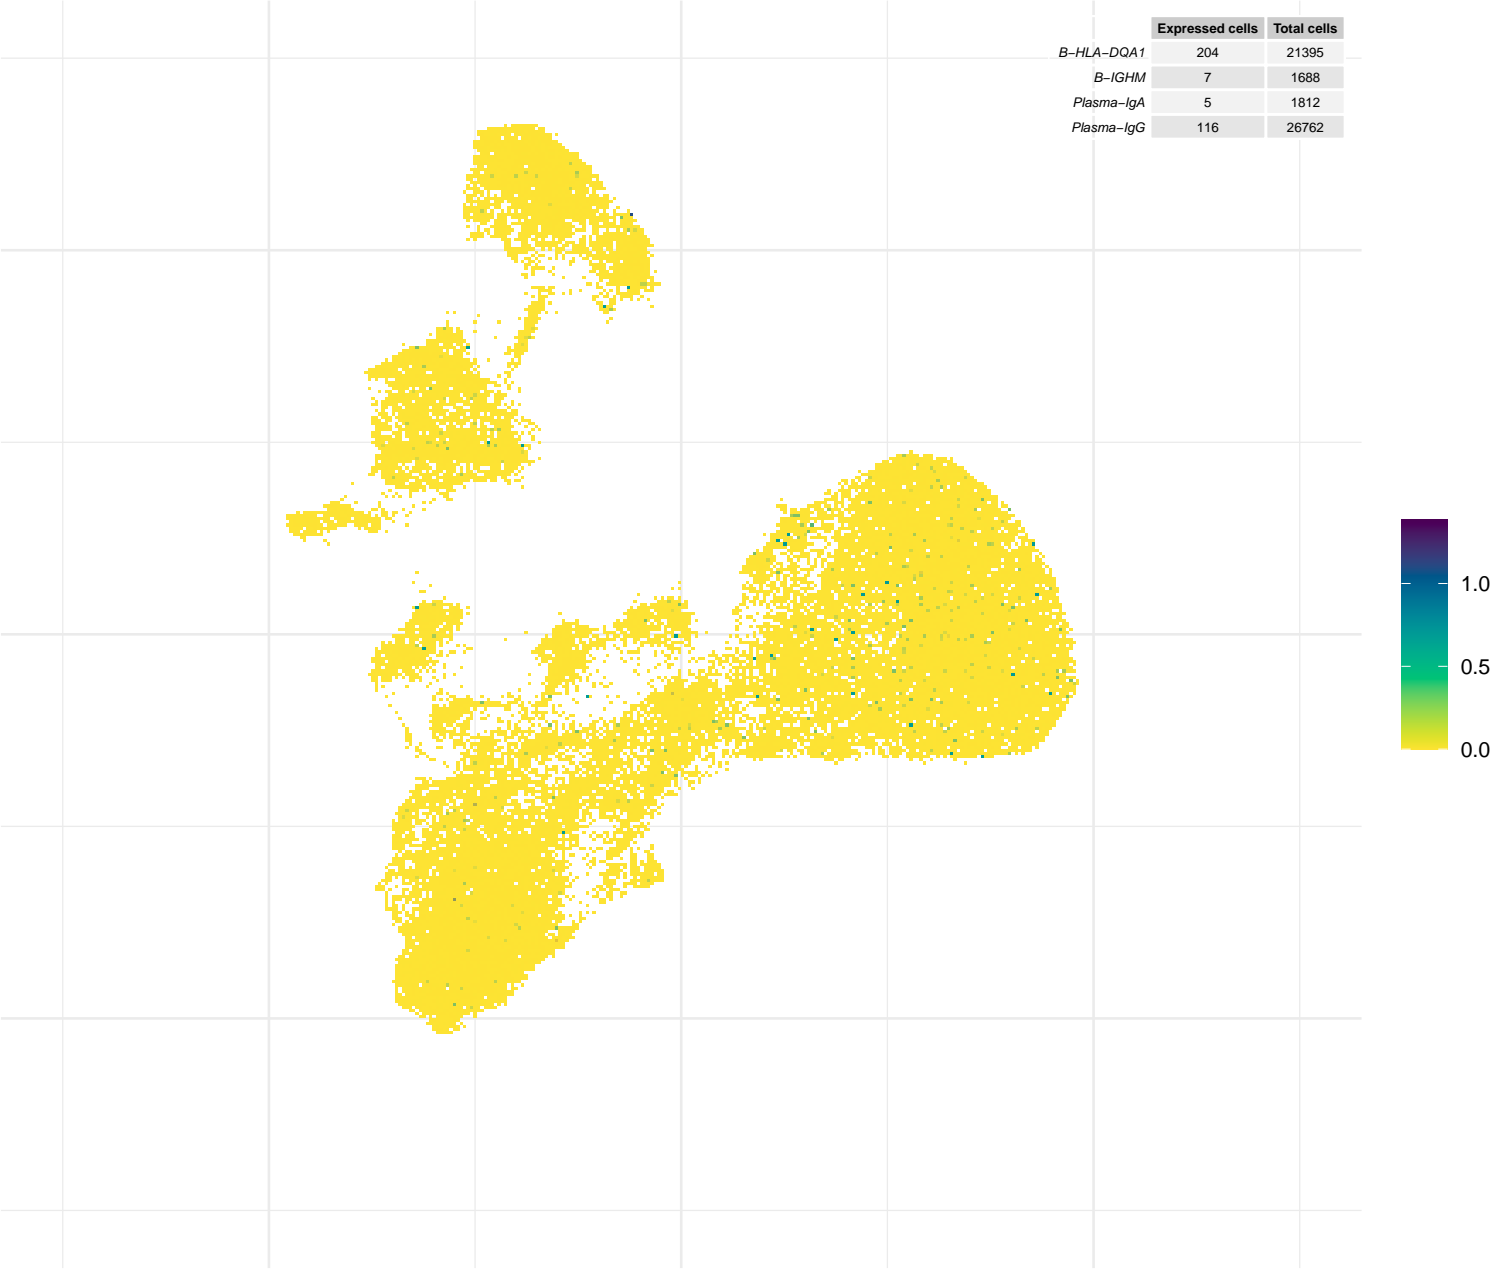 Expressed cells Total cells
B−HLA−DQA1 204 21395
B−IGHM 7 1688
Plasma−IgA 5 1812
Plasma−IgG 116 26762
1.0
0.5
0.0